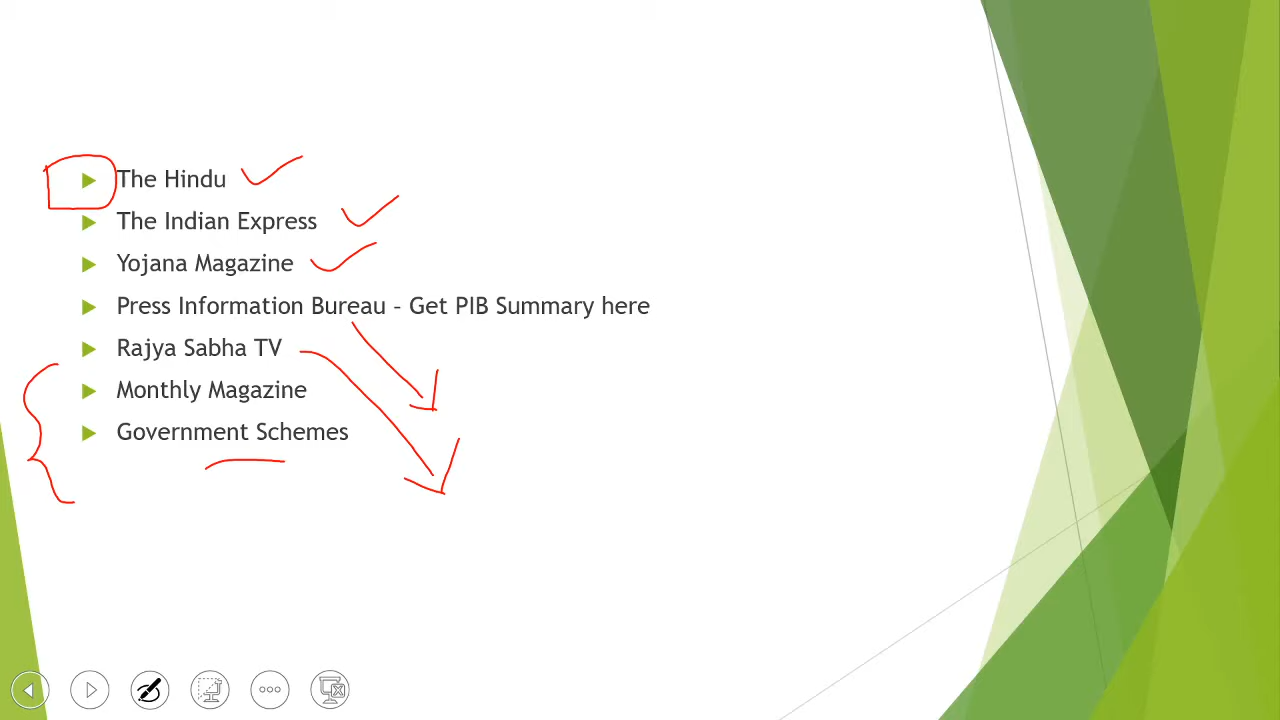 The Hindu
The Indian Express
Yojana Magazine
Press Information Bureau – Get PIB Summary here
Rajya Sabha TV
Monthly Magazine
Government Schemes